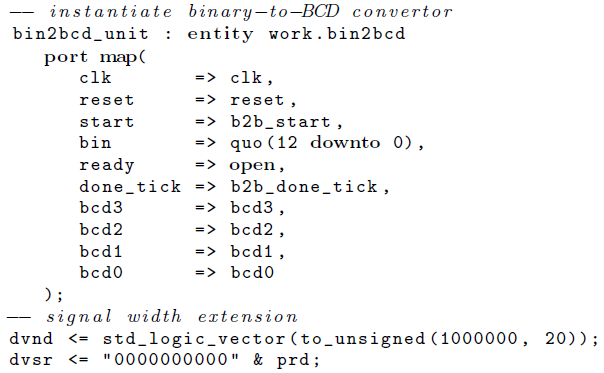 -- instantiate binary-to-BCD convertor
bin2bcd_unit : entity work.bin2bcd
   port map(
      clk       => clk,
      reset     => reset,
      start     => b2b_start,
      bin       => quo(12 downto 0),
      ready     => open,
      done_tick => b2b_done_tick,
      bcd3      => bcd3,
      bcd2      => bcd2,
      bcd1      => bcd1,
      bcd0      => bcd0
   );
-- signal width extension
dvnd <= std_logic_vector(to_unsigned(1000000, 20));
dvsr <= "0000000000" & prd;